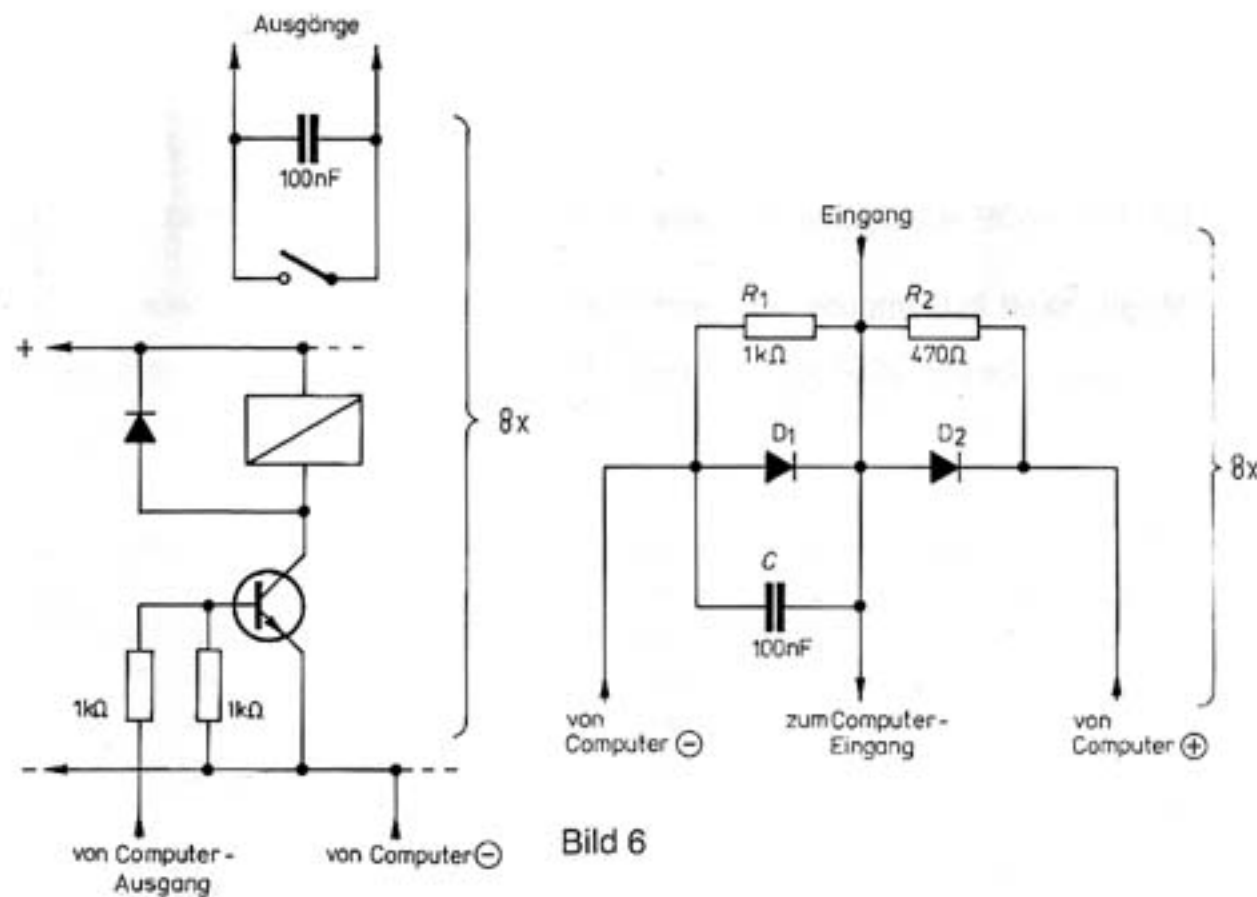 Ausgänge
100nF
+
8x
1kΩ
1kΩ
von Computer-
Ausgang
von Computer ⊖
Eingang
R1
1kΩ
R2
470Ω
D1
D2
8x
C
100nF
von
Computer ⊖
zum Computer-
Eingang
von
Computer ⊕
Bild 6